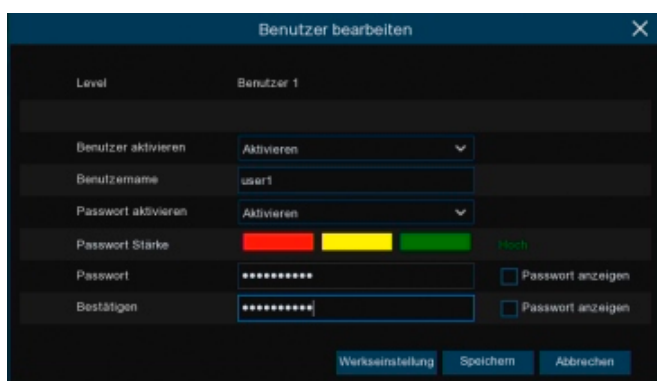 Benutzer bearbeiten
Level Benutzer 1
Benutzer aktivieren Aktivieren
Benutzername user1
Passwort aktivieren Aktivieren
Passwort Stärke Hoch
Passwort •••••••••• Passwort anzeigen
Bestätigen •••••••••• Passwort anzeigen
Werkseinstellung Speichern Abbrechen